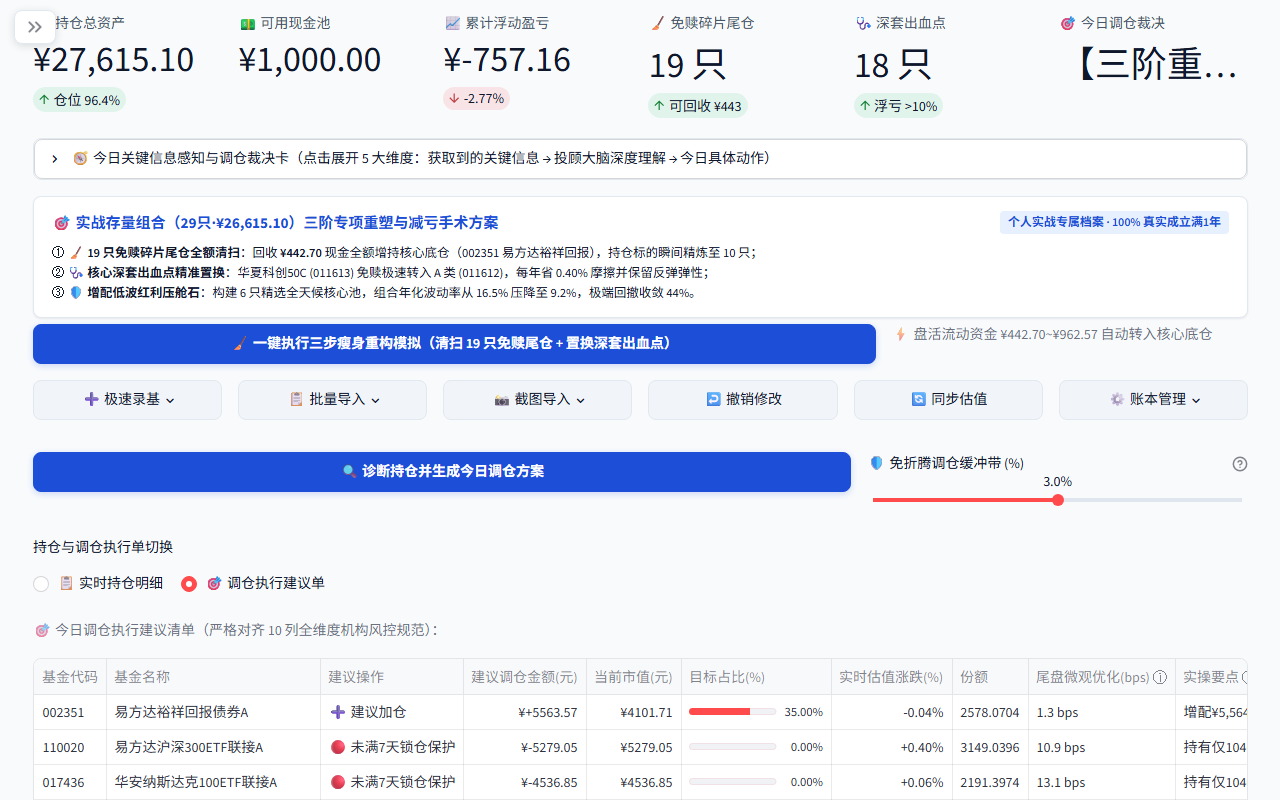 持仓总资产
¥27,615.10
↑ 仓位 96.4%
可用现金池
¥1,000.00
累计浮动盈亏
¥-757.16
↓ -2.77%
免赎碎片尾仓
19 只
↑ 可回收 ¥443
深套出血点
18 只
↑ 浮亏 >10%
今日调仓裁决
【三阶重…
今日关键信息感知与调仓裁决卡（点击展开 5 大维度：获取到的关键信息 → 投顾大脑深度理解 → 今日具体动作）
实战存量组合（29只·¥26,615.10）三阶专项重塑与减亏手术方案
个人实战专属档案 · 100% 真实成立满1年
① 19 只免赎碎片尾仓全额清扫：回收 ¥442.70 现金全额增持核心底仓（002351 易方达裕祥回报），持仓标的瞬间精炼至 10 只；
② 核心深套出血点精准置换：华夏科创50C (011613) 免赎极速转入 A 类 (011612)，每年省 0.40% 摩擦并保留反弹弹性；
③ 增配低波红利压舱石：构建 6 只精选全天候核心池，组合年化波动率从 16.5% 压降至 9.2%，极端回撤收敛 44%。
一键执行三步瘦身重构模拟（清扫 19 只免赎尾仓 + 置换深套出血点）
盘活流动资金 ¥442.70~¥962.57 自动转入核心底仓
极速录基
批量导入
截图导入
撤销修改
同步估值
账本管理
诊断持仓并生成今日调仓方案
免折腾调仓缓冲带 (%)
3.0%
持仓与调仓执行单切换
实时持仓明细
调仓执行建议单
今日调仓执行建议清单（严格对齐 10 列全维度机构风控规范）：
基金代码 基金名称 建议操作 建议调仓金额(元) 当前市值(元) 目标占比(%) 实时估值涨跌(%) 份额 尾盘微观优化(bps) 实操要点
002351 易方达裕祥回报债券A 建议加仓 ¥+5563.57 ¥4101.71 35.00% -0.04% 2578.0704 1.3 bps 增配¥5,564
110020 易方达沪深300ETF联接A 未满7天锁仓保护 ¥-5279.05 ¥5279.05 0.00% +0.40% 3149.0396 10.9 bps 持有仅104
017436 华安纳斯达克100ETF联接A 未满7天锁仓保护 ¥-4536.85 ¥4536.85 0.00% +0.06% 2191.3974 13.1 bps 持有仅104